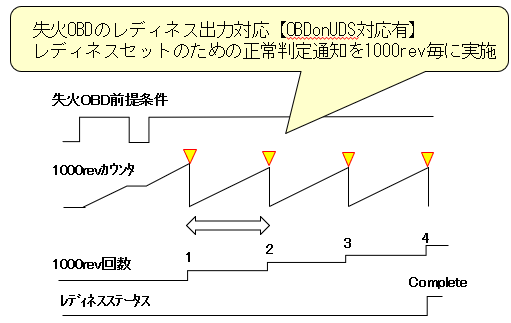 失火OBDのレディネス出力対応【OBDonUDS対応有】
レディネスセットのための正常判定通知を1000rev毎に実施
失火OBD前提条件
1000revｶｳﾝﾀ
1000rev回数
1
2
3
4
Complete
ﾚﾃﾞｨﾈｽｽﾃｰﾀｽ